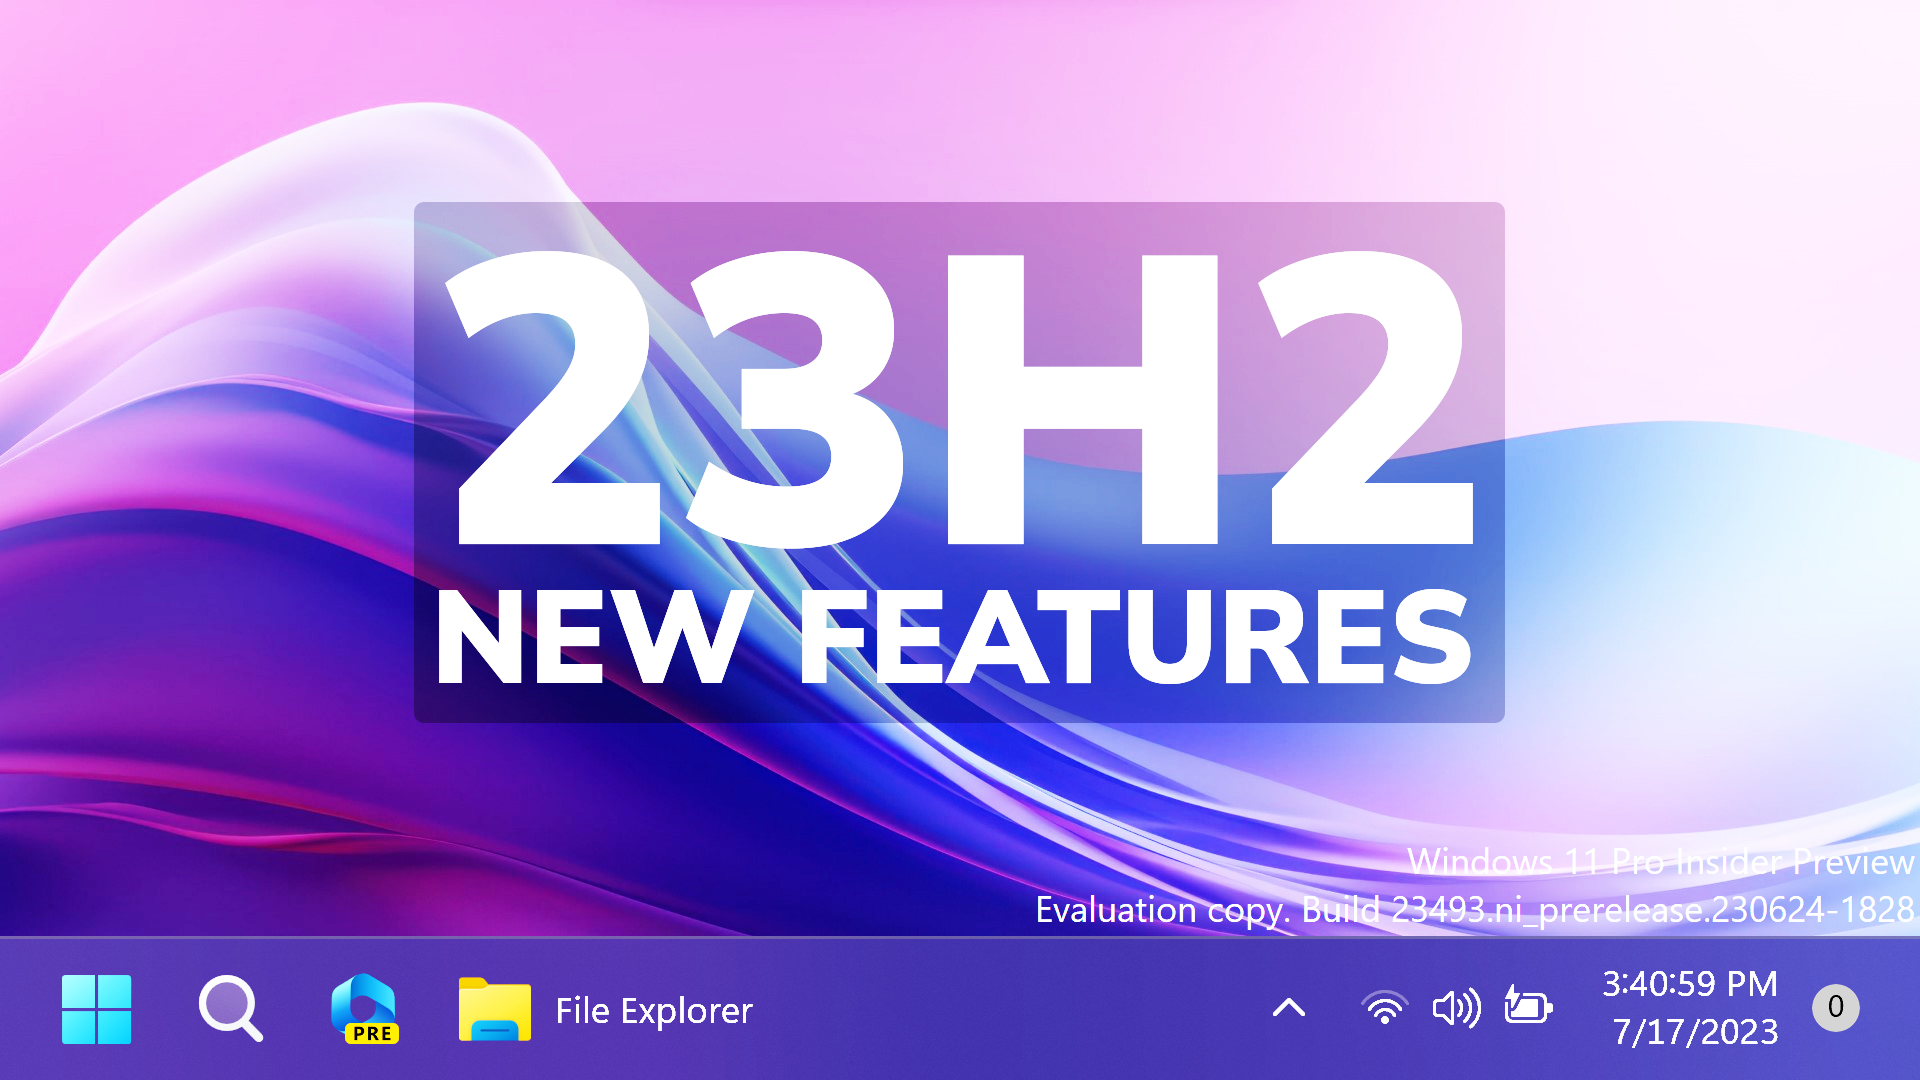 23H2
NEW FEATURES
Windows 11 Pro Insider Preview
Evaluation copy. Build 23493.ni_prerelease.230624-1828
PRE
File Explorer
3:40:59 PM
7/17/2023
0